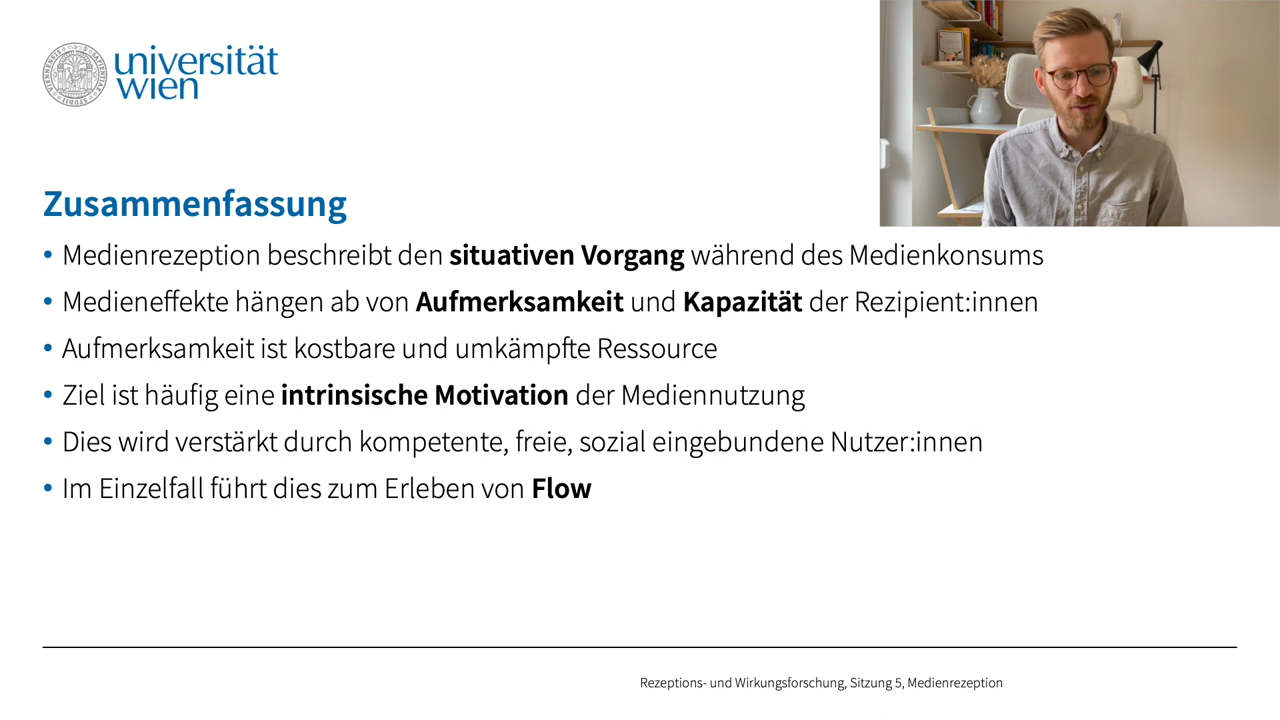 universität
wien
Zusammenfassung
• Medienrezeption beschreibt den situativen Vorgang während des Medienkonsums
• Medieneffekte hängen ab von Aufmerksamkeit und Kapazität der Rezipient:innen
• Aufmerksamkeit ist kostbare und umkämpfte Ressource
• Ziel ist häufig eine intrinsische Motivation der Mediennutzung
• Dies wird verstärkt durch kompetente, freie, sozial eingebundene Nutzer:innen
• Im Einzelfall führt dies zum Erleben von Flow
Rezeptions- und Wirkungsforschung, Sitzung 5, Medienrezeption